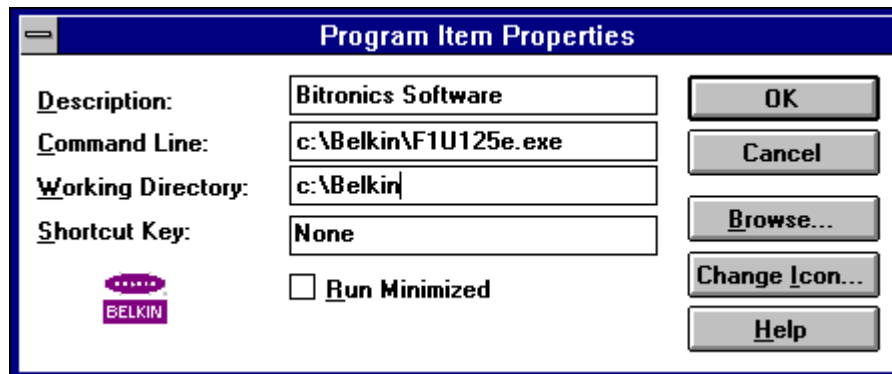 Program Item Properties
Description: Bitronics Software
Command Line: c:\Belkin\F1U125e.exe
Working Directory: c:\Belkin
Shortcut Key: None
Run Minimized
BELKIN
OK
Cancel
Browse...
Change Icon...
Help